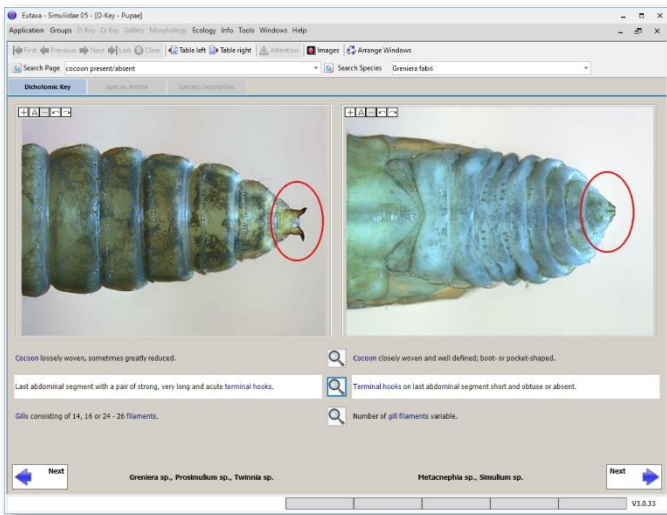 Eutaxa - Simuliidae 05 - [D-Key - Pupae]
Application Groups D-Key Q-Key Gallery Morphology Ecology Info Tools Windows Help
First Previous Next Last Clear Table left Table right Attention Images Arrange Windows
Search Page cocoon present/absent Search Species Greniera fabri
Dichotomic Key Species Profile Species Description
Cocoon loosely woven, sometimes greatly reduced. Cocoon closely woven and well defined; boot- or pocket-shaped.
Last abdominal segment with a pair of strong, very long and acute terminal hooks. Terminal hooks on last abdominal segment short and obtuse or absent.
Gills consisting of 14, 16 or 24 - 26 filaments. Number of gill filaments variable.
Next Greniera sp., Prosimulium sp., Twinnia sp. Metacnephia sp., Simulium sp. Next
V3.0.33